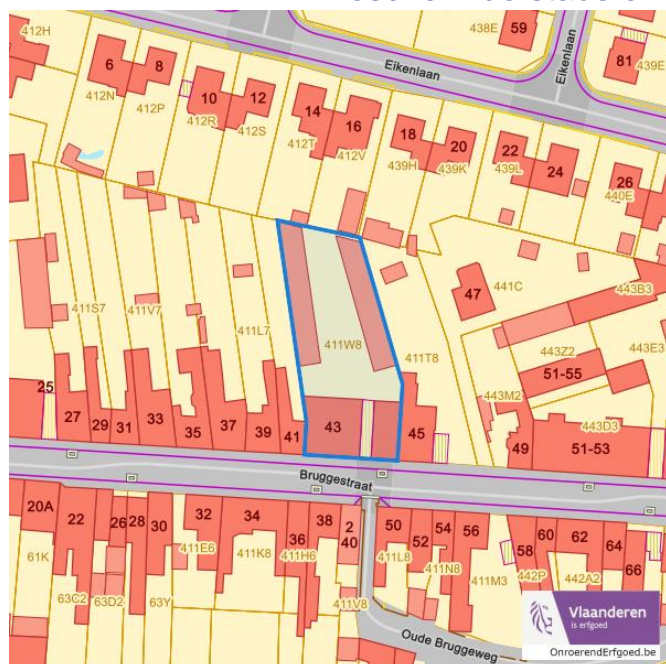 412H
438E
59
6
8
412N
412P
10
12
412R
412S
Eikenlaan
14
16
412T
412V
18
20
439H
439K
22
24
439L
Eikenlaan
81
439E
26
440E
47
441C
443B3
411S7
411V7
411L7
411W8
411T8
443Z2
51-55
443E3
443M2
443D3
25
27
29
31
33
35
37
39
41
43
45
49
51-53
Bruggestraat
20A
22
26
28
30
32
34
36
38
2
40
50
52
54
56
58
60
62
64
66
61K
63C2
63D2
63Y
411E6
411K8
411H6
411V8
411L8
411N8
411M3
442P
442A2
Oude Bruggeweg
Vlaanderen
is erfgoed
OnroerendErfgoed.be